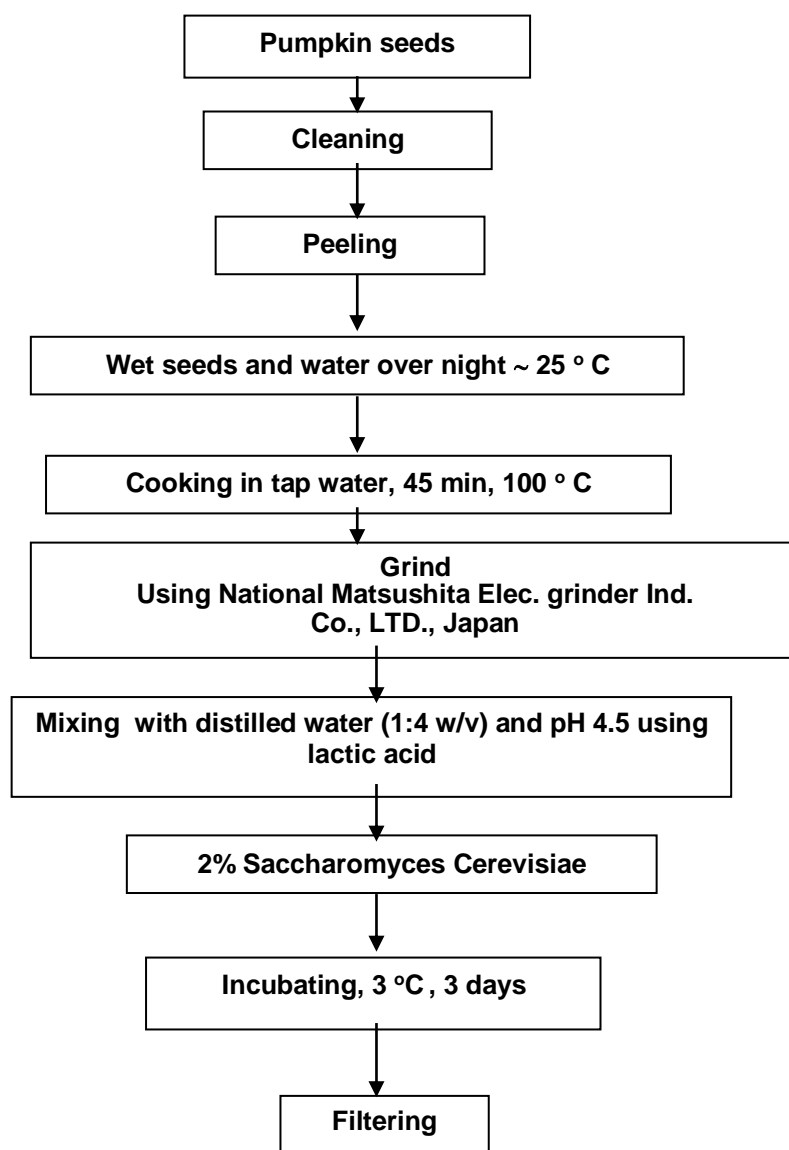 Pumpkin seeds
Cleaning
Peeling
Wet seeds and water over night ~ 25 º C
Cooking in tap water, 45 min, 100 º C
Grind
Using National Matsushita Elec. grinder Ind.
Co., LTD., Japan
Mixing with distilled water (1:4 w/v) and pH 4.5 using
lactic acid
2% Saccharomyces Cerevisiae
Incubating, 3 ºC , 3 days
Filtering